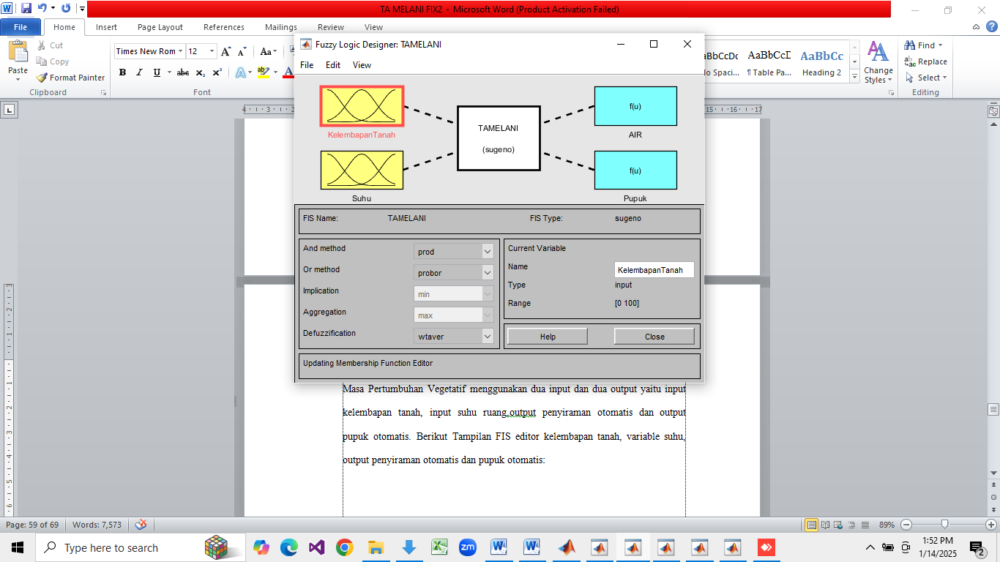 TA MELANI FIX2 - Microsoft Word (Product Activation Failed)
File Home Insert Page Layout References Mailings Review View
Paste
Cut
Copy
Format Painter
Clipboard
Times New Rom 12
Aa
B I U abc x₂ x²
Font
AaBbCcDc
AaBbCcI
AaBbCc
¶ Table Pa...
Heading 2
Change
Styles
Find
Replace
Select
Editing
Fuzzy Logic Designer: TAMELANI
File Edit View
KelembapanTanah
Suhu
TAMELANI
(sugeno)
f(u)
AIR
f(u)
Pupuk
FIS Name: TAMELANI FIS Type: sugeno
And method prod
Or method probor
Implication min
Aggregation max
Defuzzification wtaver
Current Variable
Name KelembapanTanah
Type input
Range [0 100]
Help Close
Updating Membership Function Editor
Masa Pertumbuhan Vegetatif menggunakan dua input dan dua output yaitu input
kelembapan tanah, input suhu ruang,output penyiraman otomatis dan output
pupuk otomatis. Berikut Tampilan FIS editor kelembapan tanah, variable suhu,
output penyiraman otomatis dan pupuk otomatis:
Page: 59 of 69 Words: 7,573 89%
Type here to search
zm
1:52 PM
1/14/2025
2